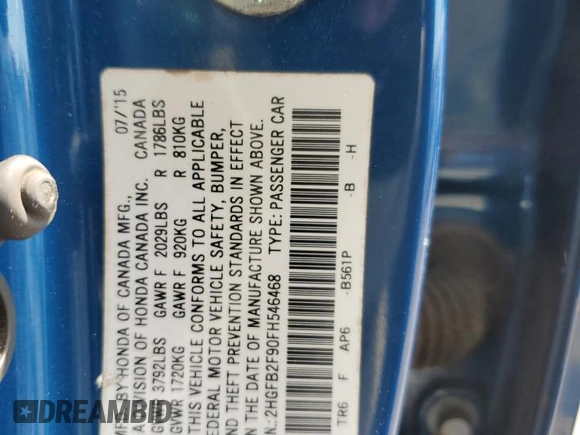 MFD BY HONDA OF CANADA MFG., 07/'15
A DIVISION OF HONDA CANADA INC. CANADA
GVWR 3792LBS GAWR F 2029LBS R 1786LBS
GVWR 1720KG GAWR F 920KG R 810KG
THIS VEHICLE CONFORMS TO ALL APPLICABLE
FEDERAL MOTOR VEHICLE SAFETY, BUMPER,
AND THEFT PREVENTION STANDARDS IN EFFECT
ON THE DATE OF MANUFACTURE SHOWN ABOVE.
V.I.N.:2HGFB2F90FH546468 TYPE: PASSENGER CAR
TR6 F AP6 -B561P -B -H
DREAMBID